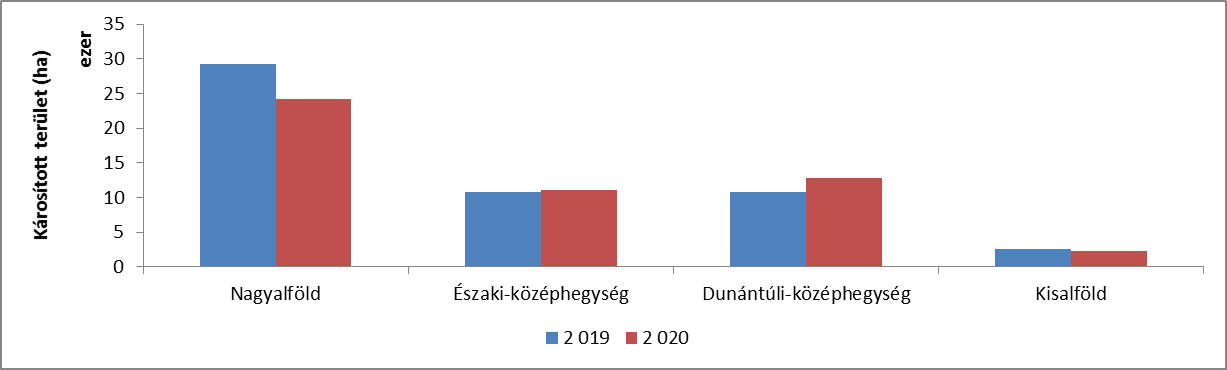 Károsított terület (ha)
ezer
35
30
25
20
15
10
5
0
Nagyalföld
Északi-középhegység
Dunántúli-középhegység
Kisalföld
2 019
2 020